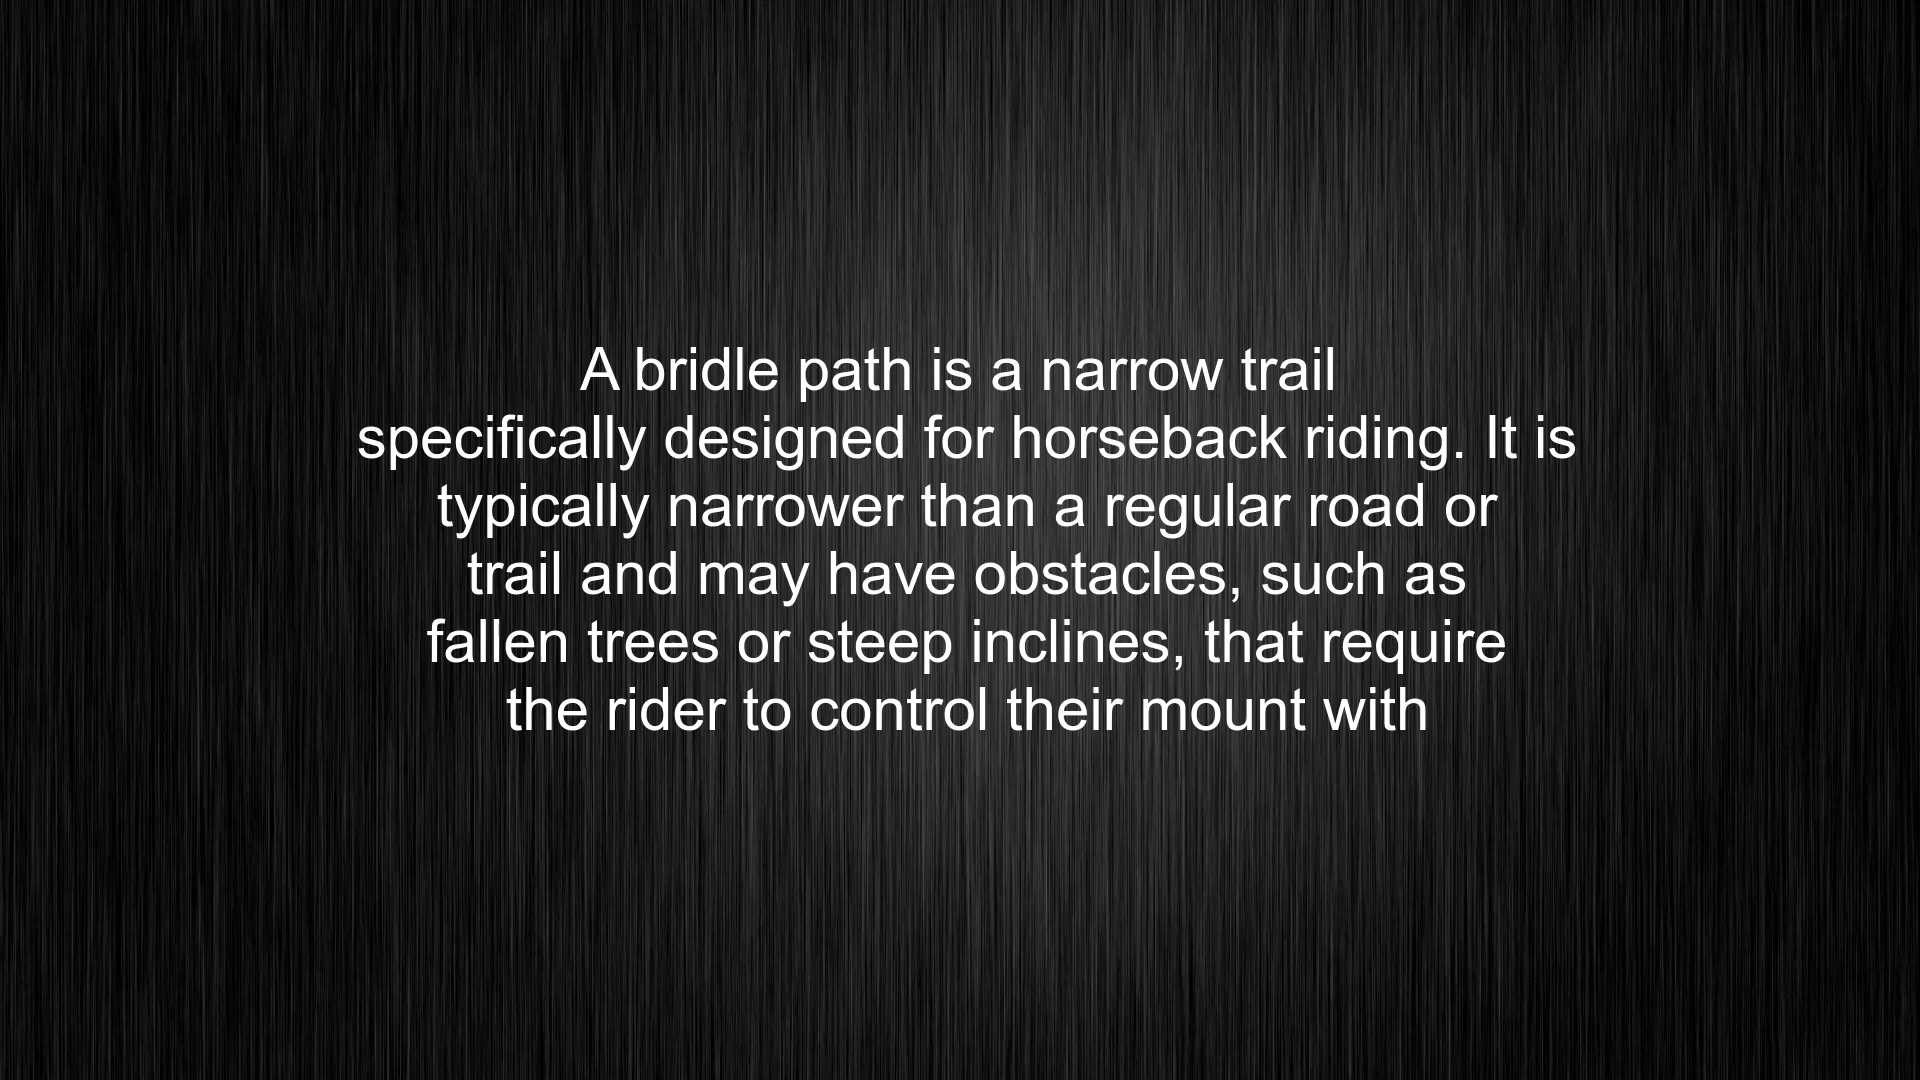 A bridle path is a narrow trail
specifically designed for horseback riding. It is
typically narrower than a regular road or
trail and may have obstacles, such as
fallen trees or steep inclines, that require
the rider to control their mount with